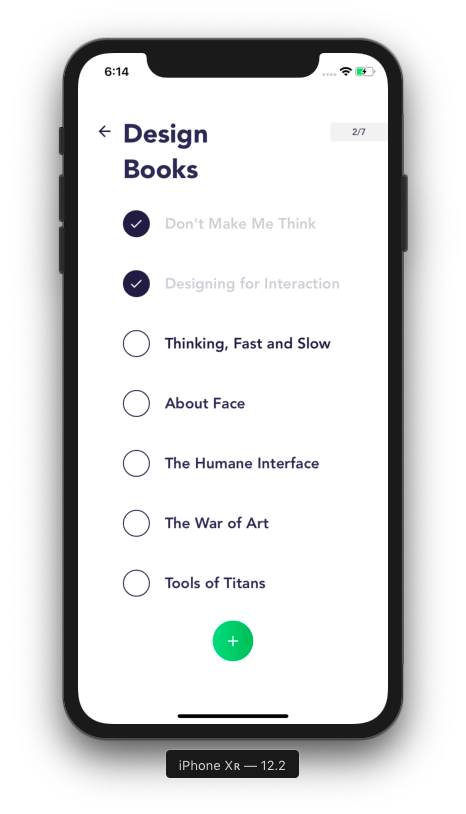 6:14
Design
Books
2/7
Don't Make Me Think
Designing for Interaction
Thinking, Fast and Slow
About Face
The Humane Interface
The War of Art
Tools of Titans
+
iPhone Xʀ — 12.2